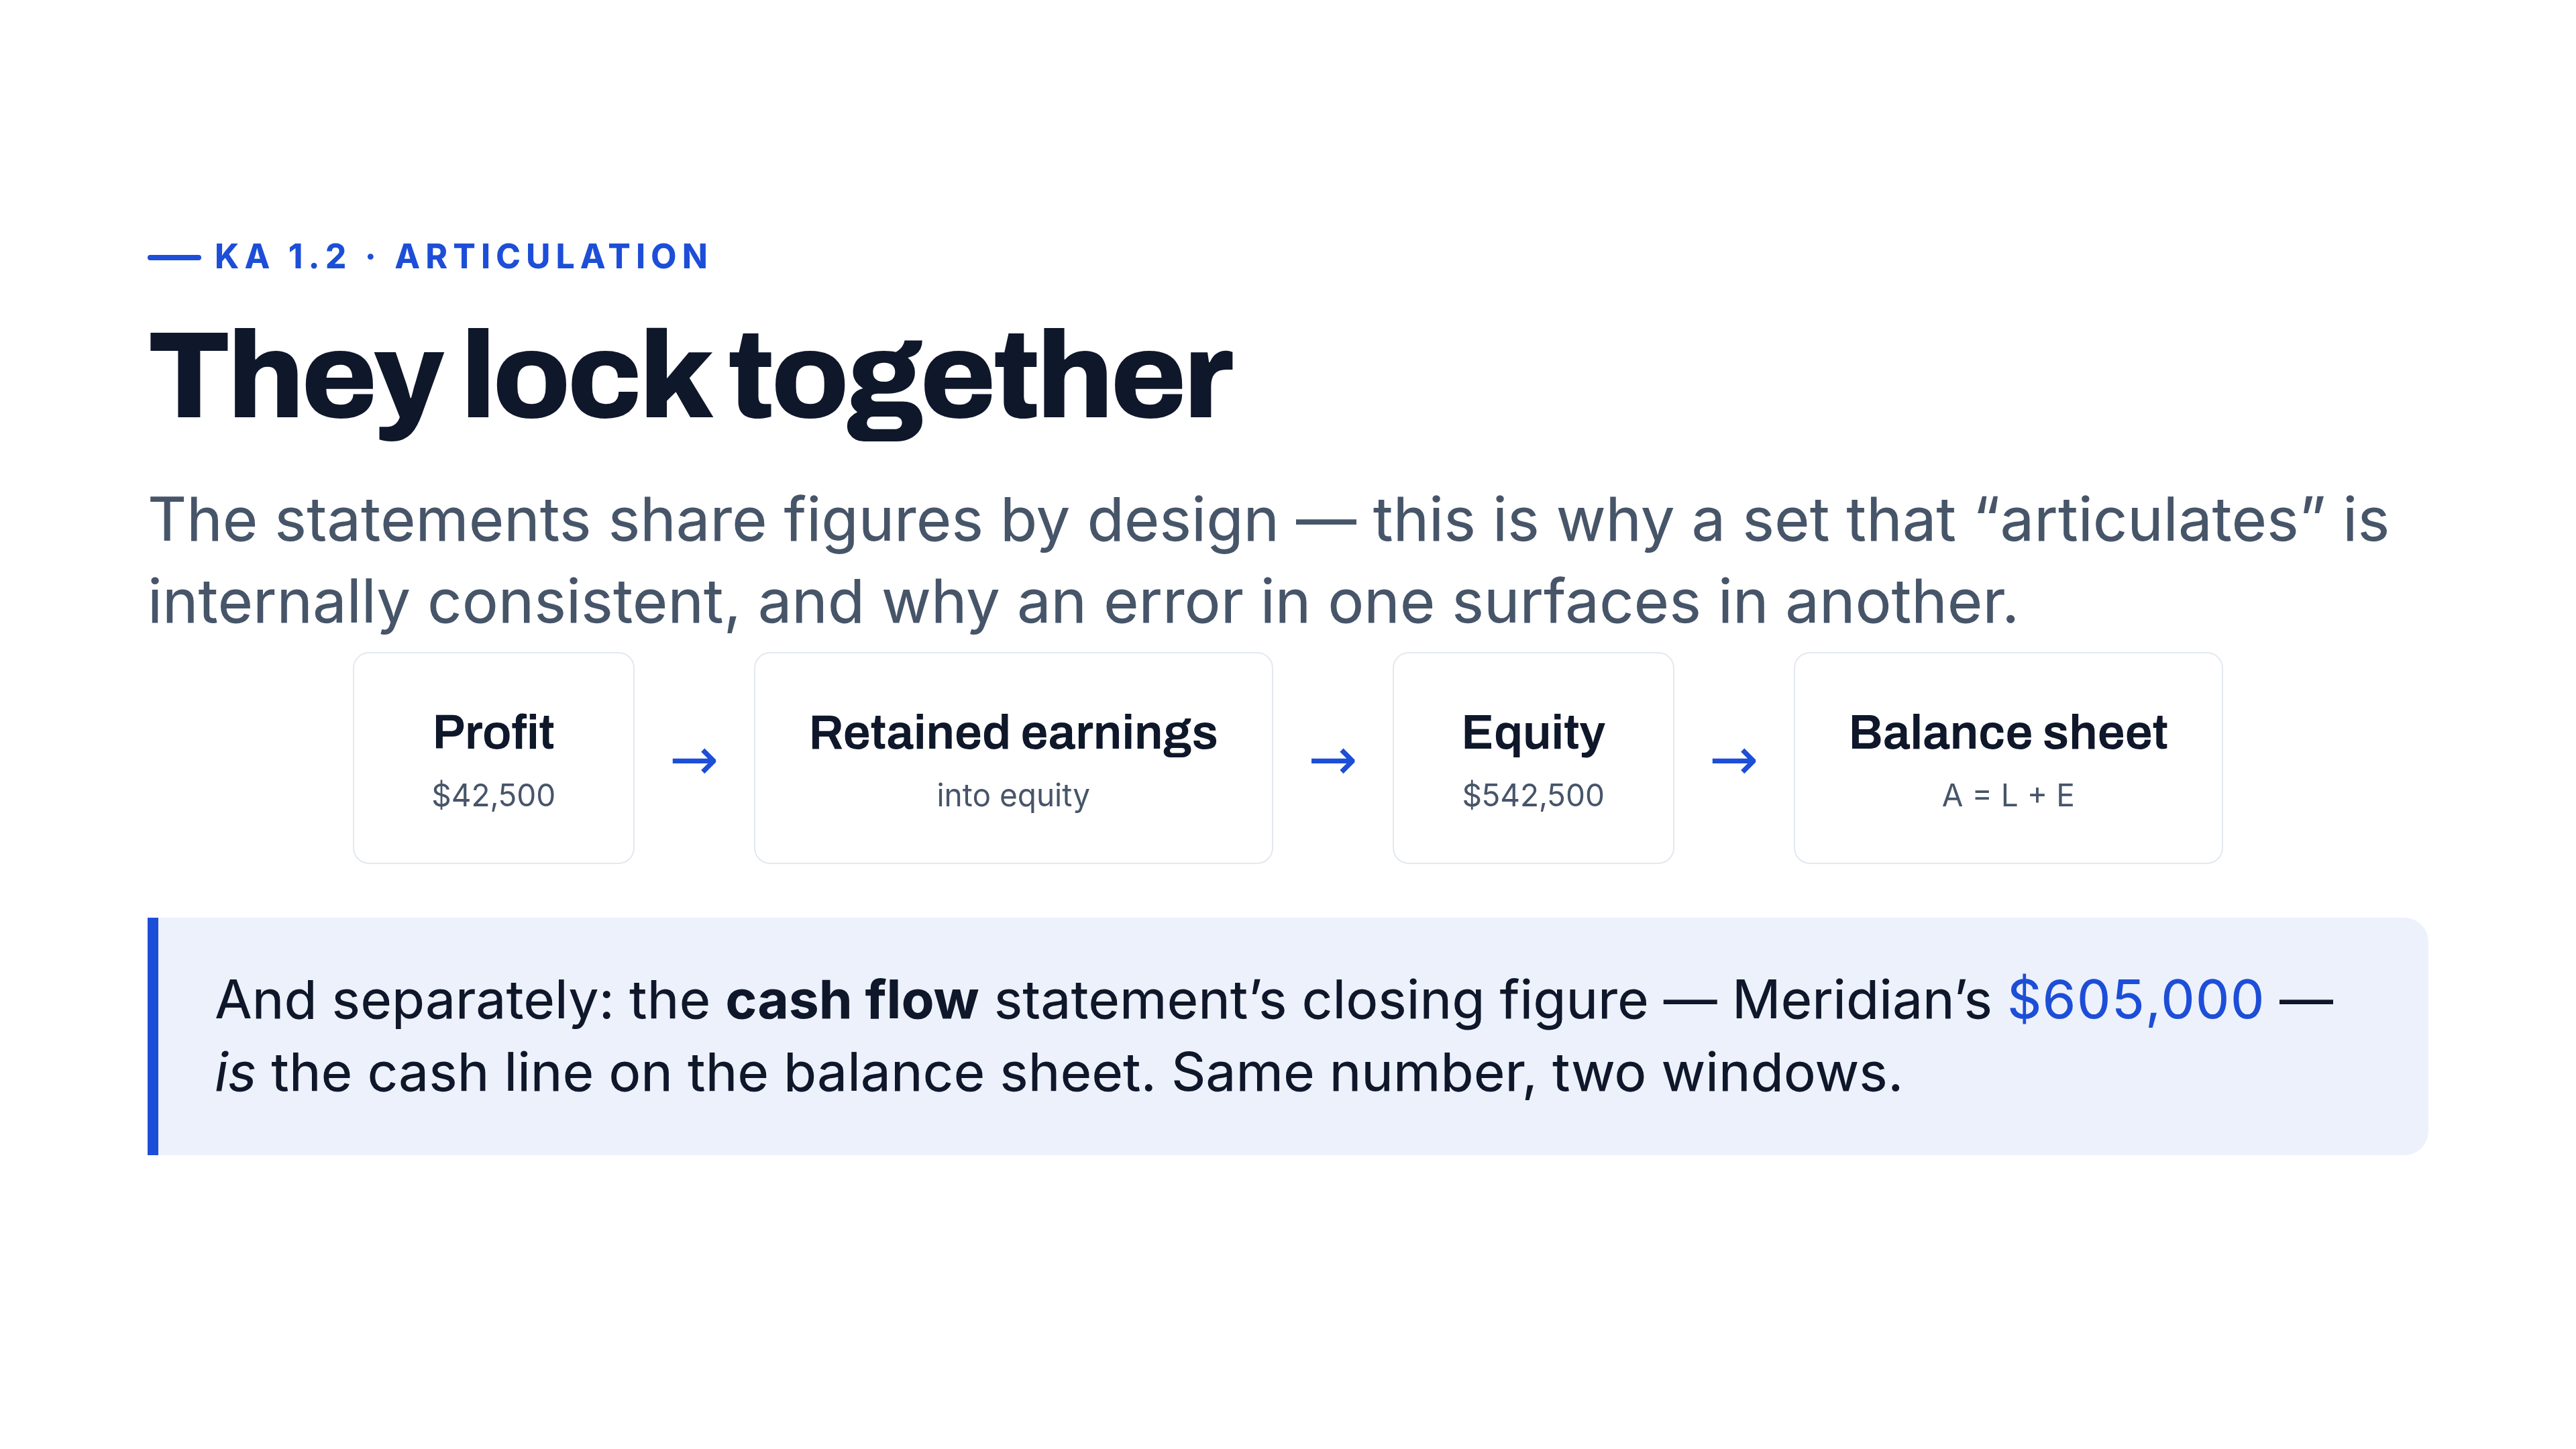 KA 1.2 · ARTICULATION
They lock together
The statements share figures by design — this is why a set that “articulates” is
internally consistent, and why an error in one surfaces in another.
Profit
$42,500
→
Retained earnings
into equity
→
Equity
$542,500
→
Balance sheet
A = L + E
And separately: the cash flow statement’s closing figure — Meridian’s $605,000 —
is the cash line on the balance sheet. Same number, two windows.